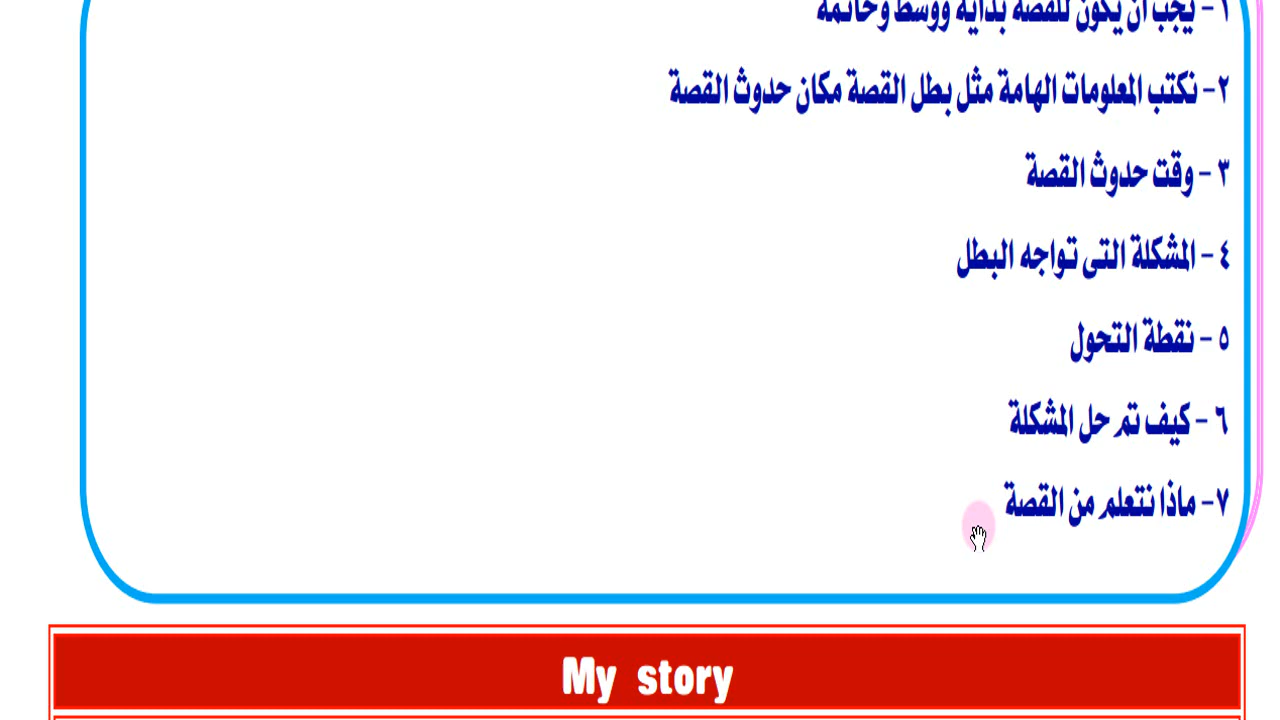 ١ - يجب ان يكون للقصة بداية ووسط وخاتمة
٢- نكتب المعلومات الهامة مثل بطل القصة مكان حدوث القصة
٣ - وقت حدوث القصة
٤ - المشكلة التى تواجه البطل
٥ - نقطة التحول
٦ - كيف تم حل المشكلة
٧- ماذا نتعلم من القصة
My story